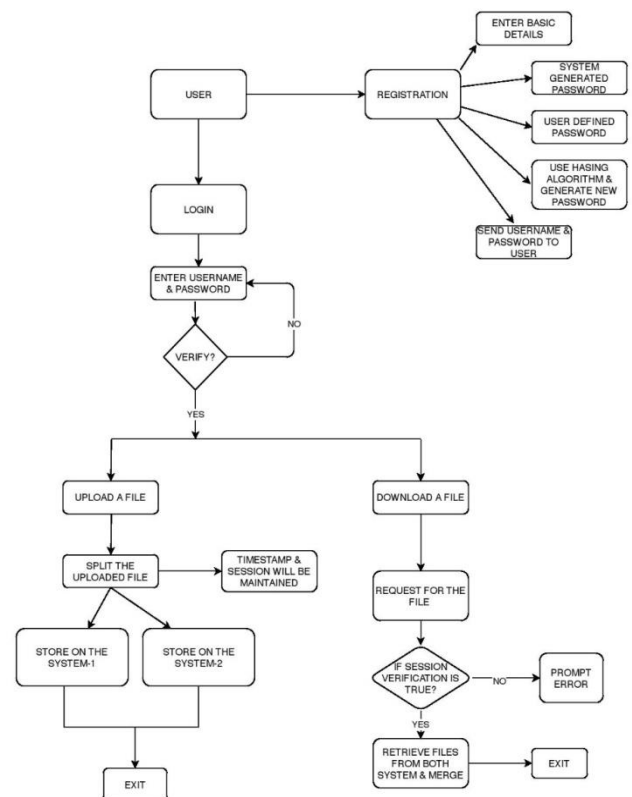 ENTER BASIC
DETAILS
SYSTEM
GENERATED
PASSWORD
USER
REGISTRATION
USER DEFINED
PASSWORD
USE HASING
ALGORITHM &
GENERATE NEW
PASSWORD
LOGIN
SEND USERNAME &
PASSWORD TO
USER
ENTER USERNAME
& PASSWORD
NO
VERIFY?
YES
UPLOAD A FILE
DOWNLOAD A FILE
SPLIT THE
UPLOADED FILE
TIMESTAMP &
SESSION WILL BE
MAINTAINED
REQUEST FOR THE
FILE
STORE ON THE
SYSTEM-1
STORE ON THE
SYSTEM-2
IF SESSION
VERIFICATION IS
TRUE?
NO
PROMPT
ERROR
YES
RETRIEVE FILES
FROM BOTH
SYSTEM & MERGE
EXIT
EXIT